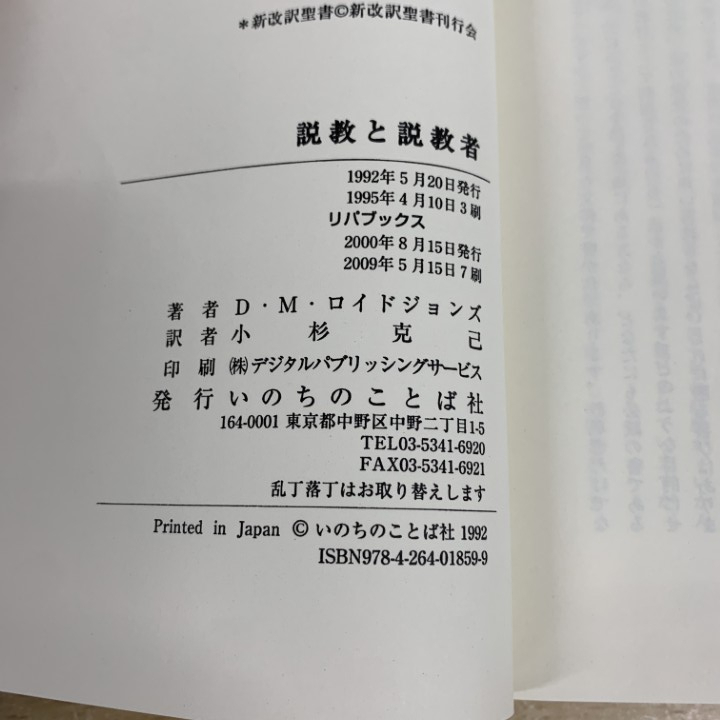 *新改訳聖書©新改訳聖書刊行会
説教と説教者
1992年5月20日発行
1995年4月10日3刷
リパブックス
2000年8月15日発行
2009年5月15日7刷
著者 D・M・ロイドジョンズ
訳者 小杉克己
印刷 ㈱デジタルパブリッシングサービス
発行 いのちのことば社
164-0001 東京都中野区中野二丁目1-5
TEL03-5341-6920
FAX03-5341-6921
乱丁落丁はお取り替えします
Printed in Japan © いのちのことば社 1992
ISBN978-4-264-01859-9